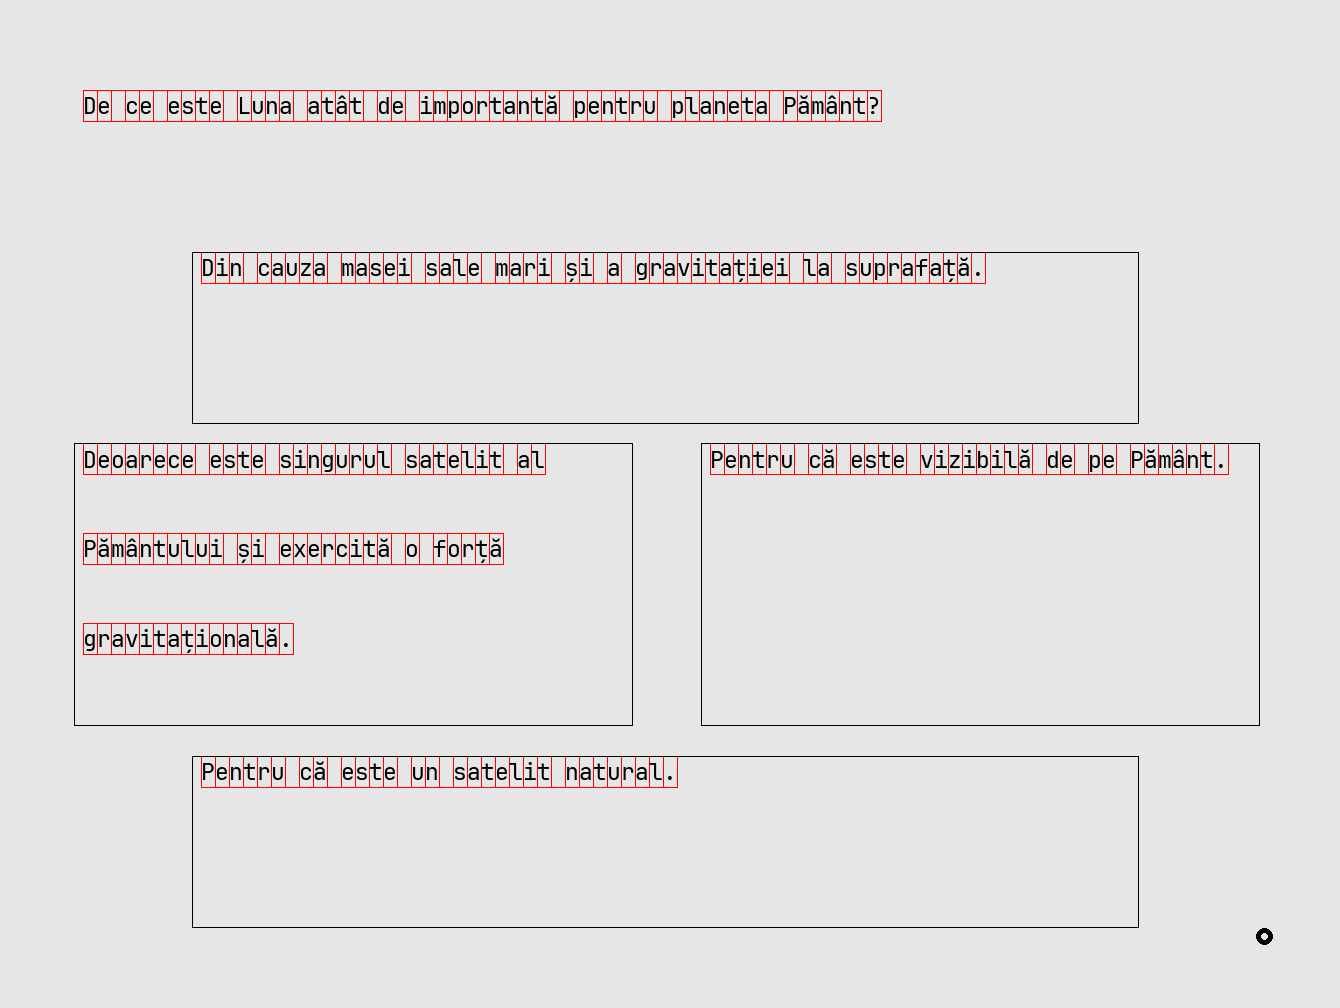 De ce este Luna atât de importantă pentru planeta Pământ?
Din cauza masei sale mari și a gravitației la suprafață.
Deoarece este singurul satelit al
Pământului și exercită o forță
gravitațională.
Pentru că este vizibilă de pe Pământ.
Pentru că este un satelit natural.